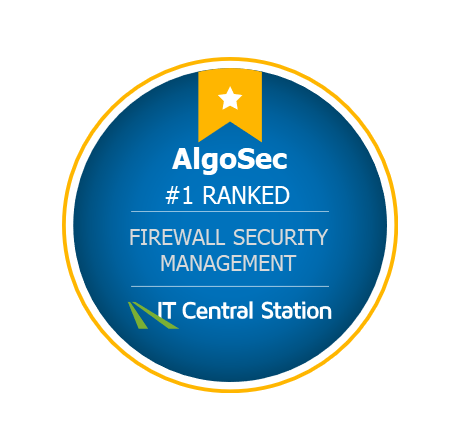 AlgoSec
#1 RANKED
FIREWALL SECURITY
MANAGEMENT
IT Central Station